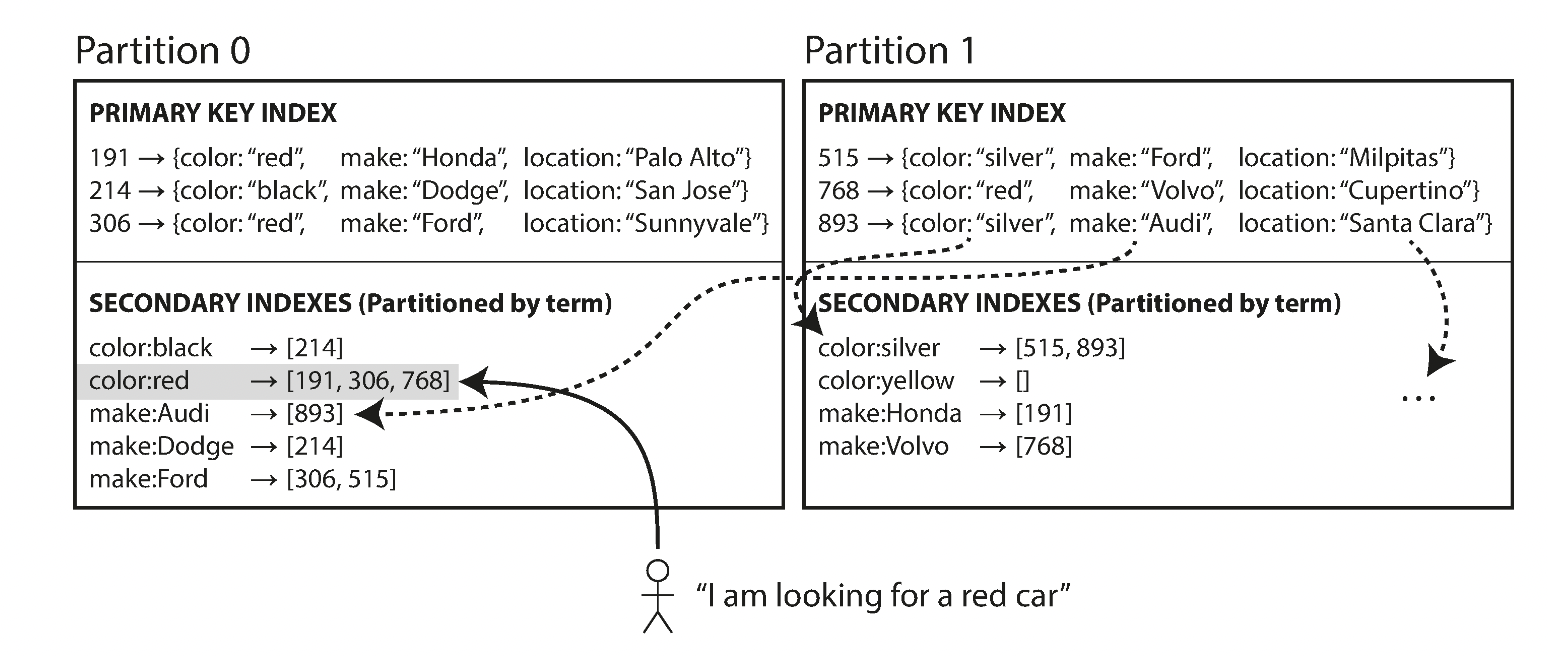 Partition 0
PRIMARY KEY INDEX
191 → {color: “red”, make: “Honda”, location: “Palo Alto”}
214 → {color: “black”, make: “Dodge”, location: “San Jose”}
306 → {color: “red”, make: “Ford”, location: “Sunnyvale”}
SECONDARY INDEXES (Partitioned by term)
color:black → [214]
color:red → [191, 306, 768]
make:Audi → [893]
make:Dodge → [214]
make:Ford → [306, 515]
Partition 1
PRIMARY KEY INDEX
515 → {color: “silver”, make: “Ford”, location: “Milpitas”}
768 → {color: “red”, make: “Volvo”, location: “Cupertino”}
893 → {color: “silver”, make: “Audi”, location: “Santa Clara”}
SECONDARY INDEXES (Partitioned by term)
color:silver → [515, 893]
color:yellow → []
make:Honda → [191]
make:Volvo → [768]
...
“I am looking for a red car”